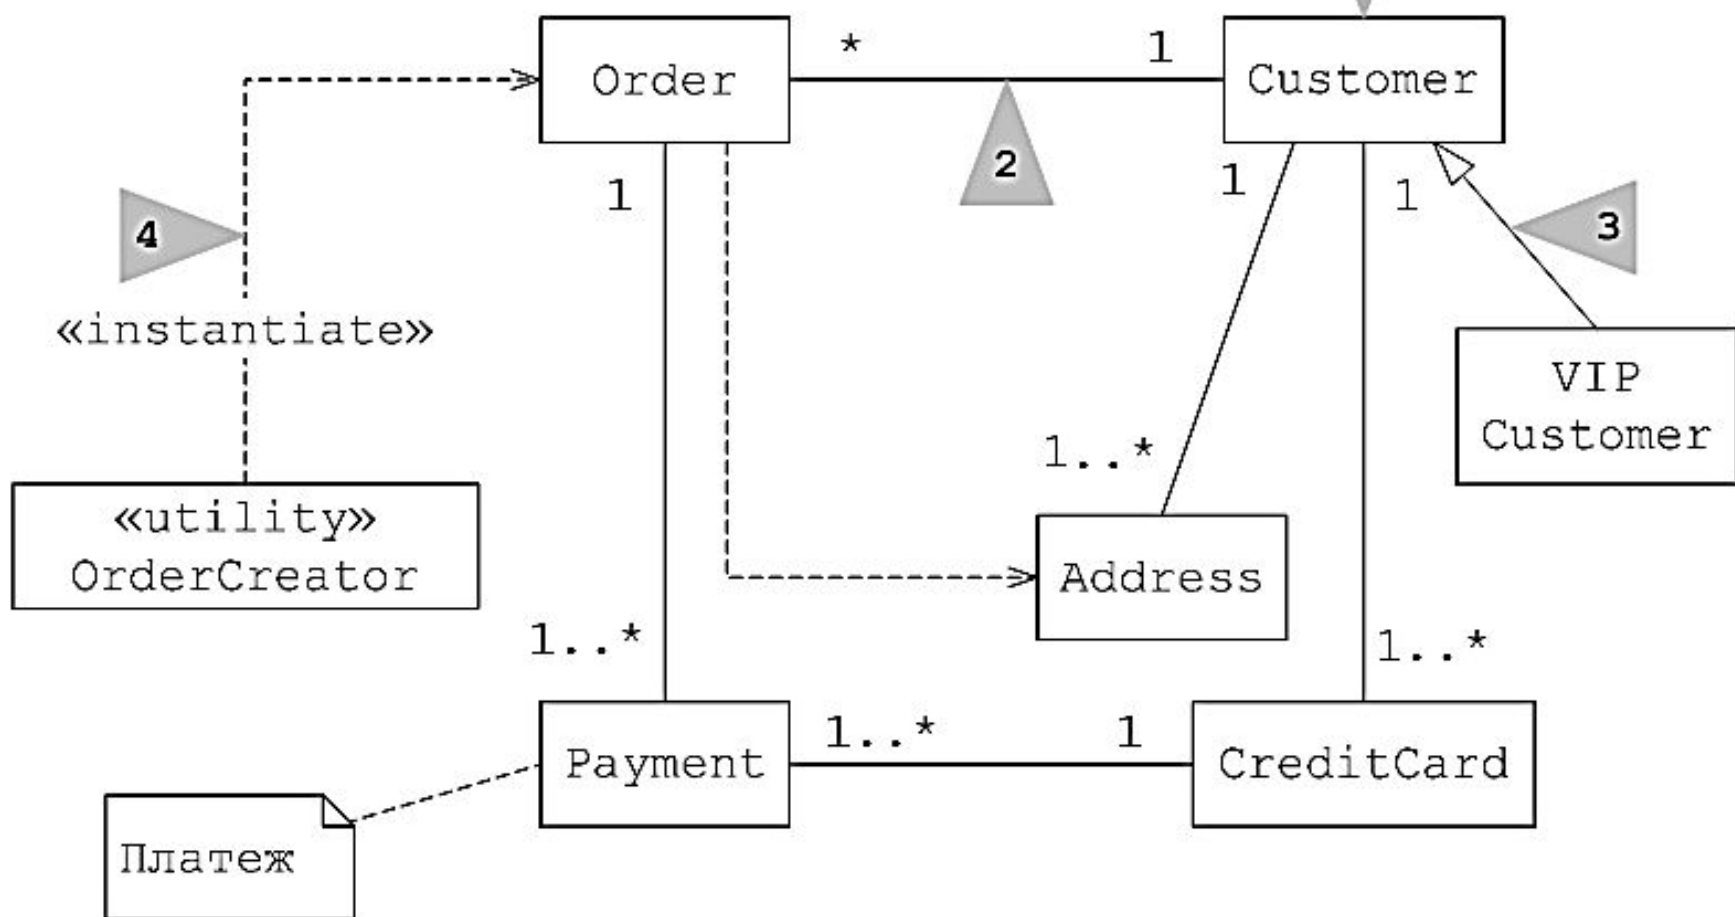 * 1
Order Customer
2
1 1 1
4 3
«instantiate»
VIP
Customer
1..*
«utility»
OrderCreator
Address
1..* 1..*
1..* 1
Payment CreditCard
Платеж